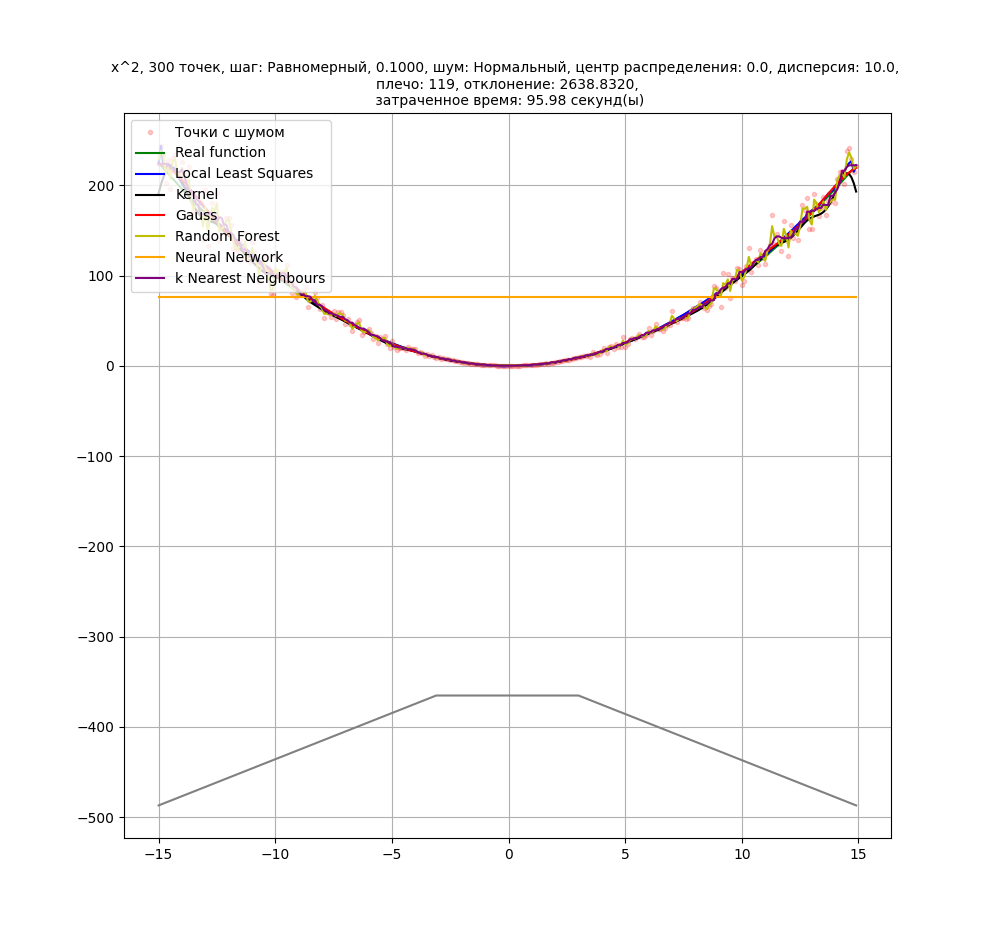 x^2, 300 точек, шаг: Равномерный, 0.1000, шум: Нормальный, центр распределения: 0.0, дисперсия: 10.0,
плечо: 119, отклонение: 2638.8320,
затраченное время: 95.98 секунд(ы)
Точки с шумом
Real function
Local Least Squares
Kernel
Gauss
Random Forest
Neural Network
k Nearest Neighbours
200
100
0
−100
−200
−300
−400
−500
−15
−10
−5
0
5
10
15